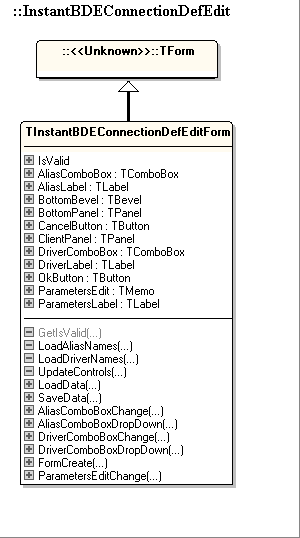 ::InstantBDEConnectionDefEdit
::<<Unknown>>::TForm
TInstantBDEConnectionDefEditForm
IsValid
AliasComboBox : TComboBox
AliasLabel : TLabel
BottomBevel : TBevel
BottomPanel : TPanel
CancelButton : TButton
ClientPanel : TPanel
DriverComboBox : TComboBox
DriverLabel : TLabel
OkButton : TButton
ParametersEdit : TMemo
ParametersLabel : TLabel
GetIsValid(...)
LoadAliasNames(...)
LoadDriverNames(...)
UpdateControls(...)
LoadData(...)
SaveData(...)
AliasComboBoxChange(...)
AliasComboBoxDropDown(...)
DriverComboBoxChange(...)
DriverComboBoxDropDown(...)
FormCreate(...)
ParametersEditChange(...)